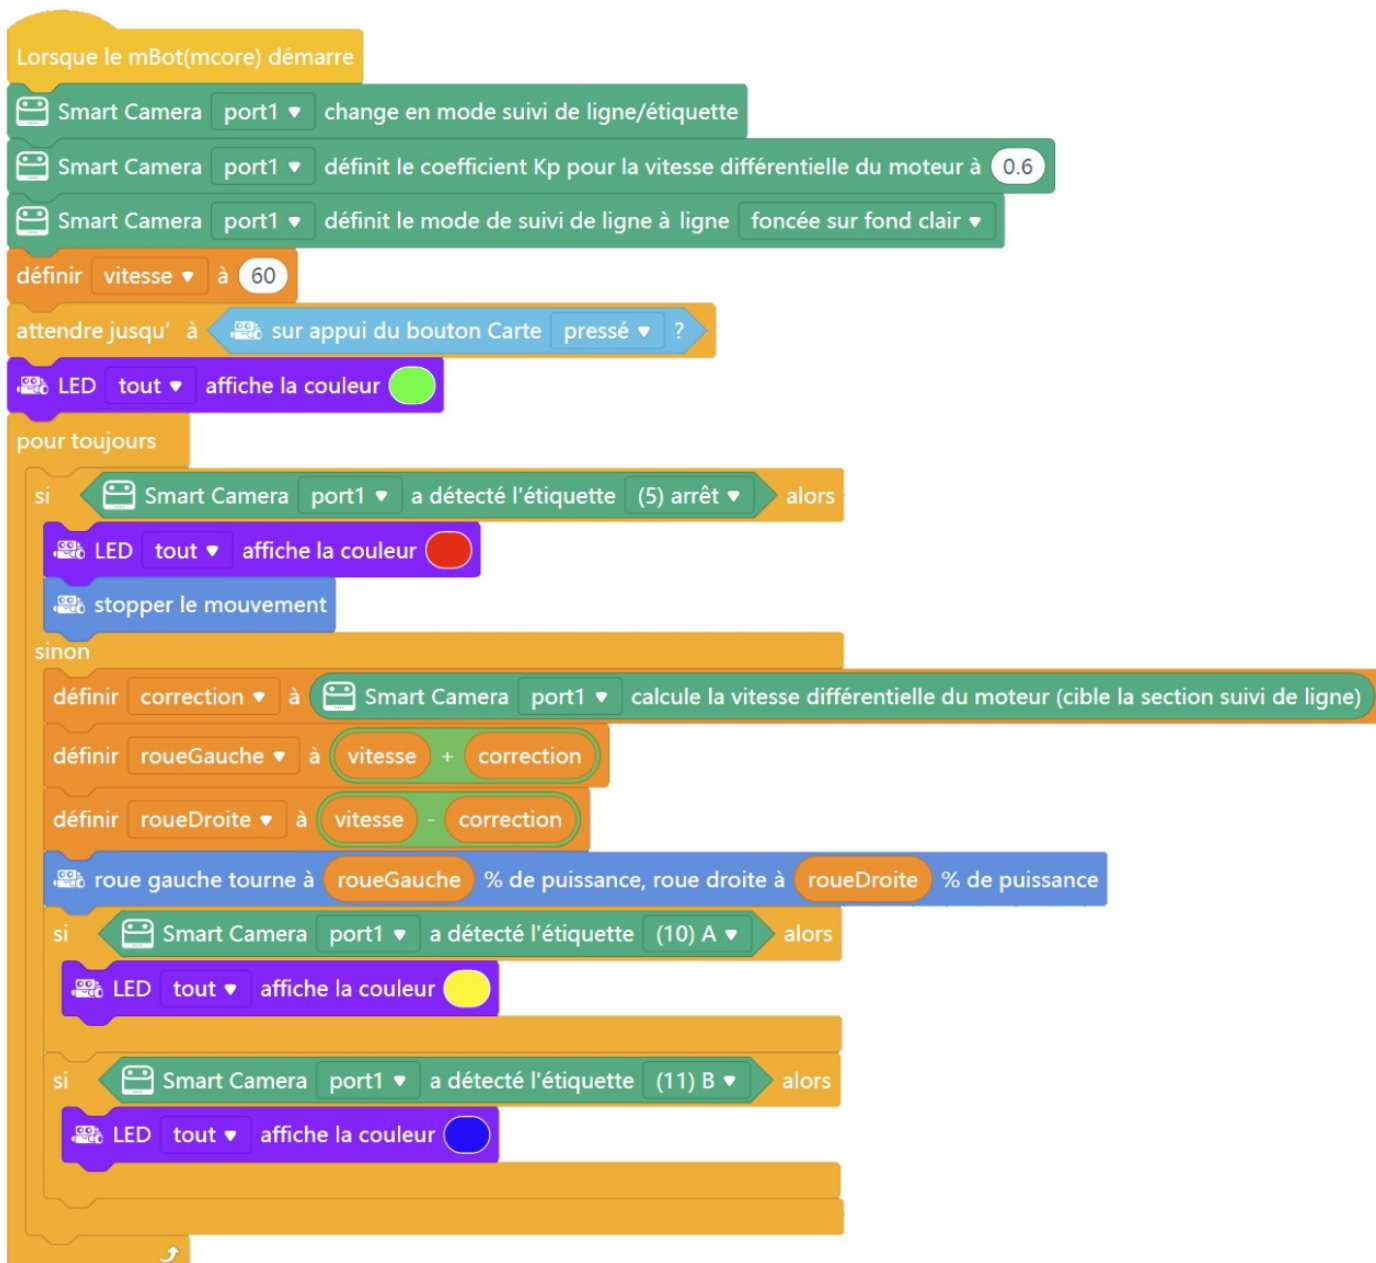 Lorsque le mBot(mcore) démarre
Smart Camera port1 change en mode suivi de ligne/étiquette
Smart Camera port1 définit le coefficient Kp pour la vitesse différentielle du moteur à 0.6
Smart Camera port1 définit le mode de suivi de ligne à ligne foncée sur fond clair
définir vitesse à 60
attendre jusqu' à sur appui du bouton Carte pressé ?
LED tout affiche la couleur
pour toujours
si Smart Camera port1 a détecté l'étiquette (5) arrêt alors
LED tout affiche la couleur
stopper le mouvement
sinon
définir correction à Smart Camera port1 calcule la vitesse différentielle du moteur (cible la section suivi de ligne)
définir roueGauche à vitesse + correction
définir roueDroite à vitesse - correction
roue gauche tourne à roueGauche % de puissance, roue droite à roueDroite % de puissance
si Smart Camera port1 a détecté l'étiquette (10) A alors
LED tout affiche la couleur
si Smart Camera port1 a détecté l'étiquette (11) B alors
LED tout affiche la couleur